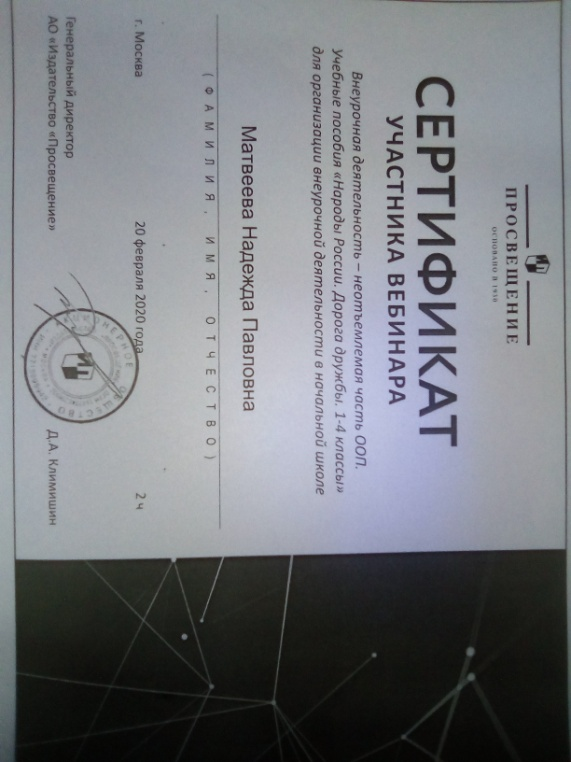 ПРОСВЕЩЕНИЕ
ОСНОВАНО В 1930
СЕРТИФИКАТ
УЧАСТНИКА ВЕБИНАРА
Внеурочная деятельность – неотъемлемая часть ООП.
Учебные пособия «Народы России. Дорога дружбы. 1-4 классы»
для организации внеурочной деятельности в начальной школе
Матвеева Надежда Павловна
(ФАМИЛИЯ, ИМЯ, ОТЧЕСТВО)
г. Москва 20 февраля 2020 года 2 ч
Генеральный директор
АО «Издательство «Просвещение» Д.А. Климишин